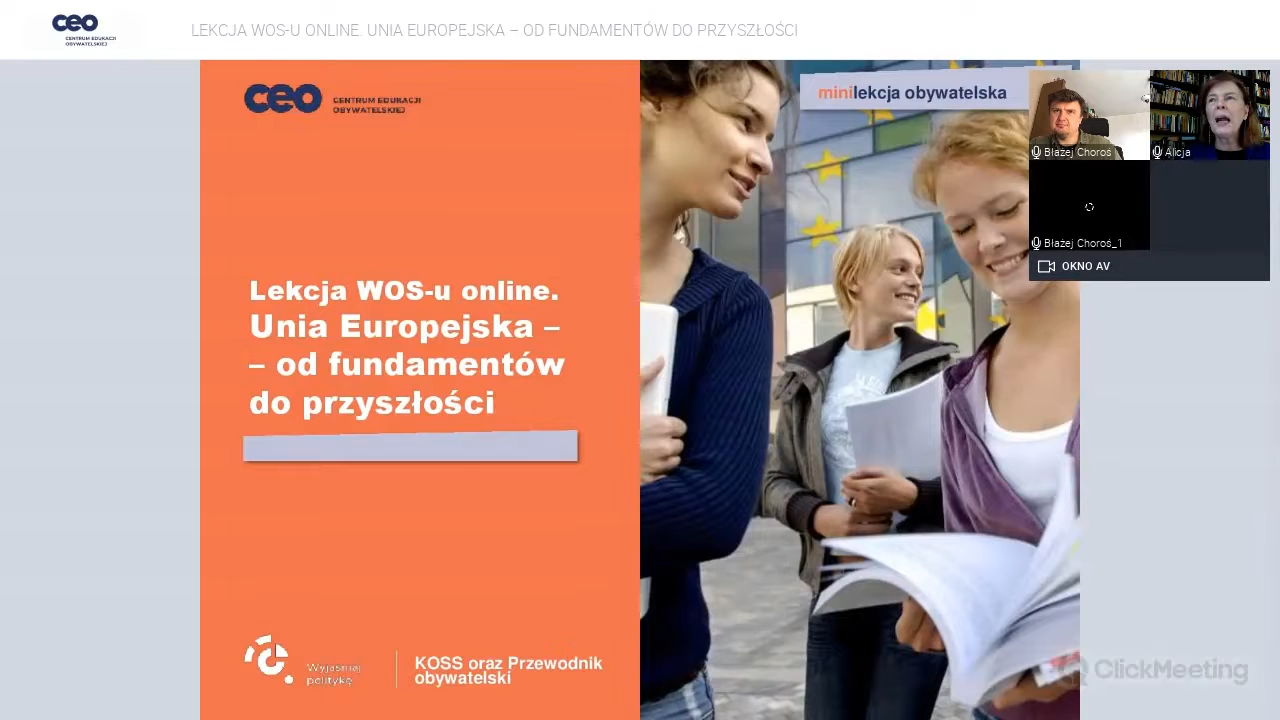 ceo
CENTRUM EDUKACJI
OBYWATELSKIEJ
LEKCJA WOS-U ONLINE. UNIA EUROPEJSKA – OD FUNDAMENTÓW DO PRZYSZŁOŚCI
ceo
CENTRUM EDUKACJI
OBYWATELSKIEJ
minilekcja obywatelska
Błażej Choroś
Alicja
Błażej Choroś_1
OKNO AV
Lekcja WOS-u online.
Unia Europejska –
– od fundamentów
do przyszłości
Wyjaśniej
politykę
KOSS oraz Przewodnik
obywatelski
ClickMeeting